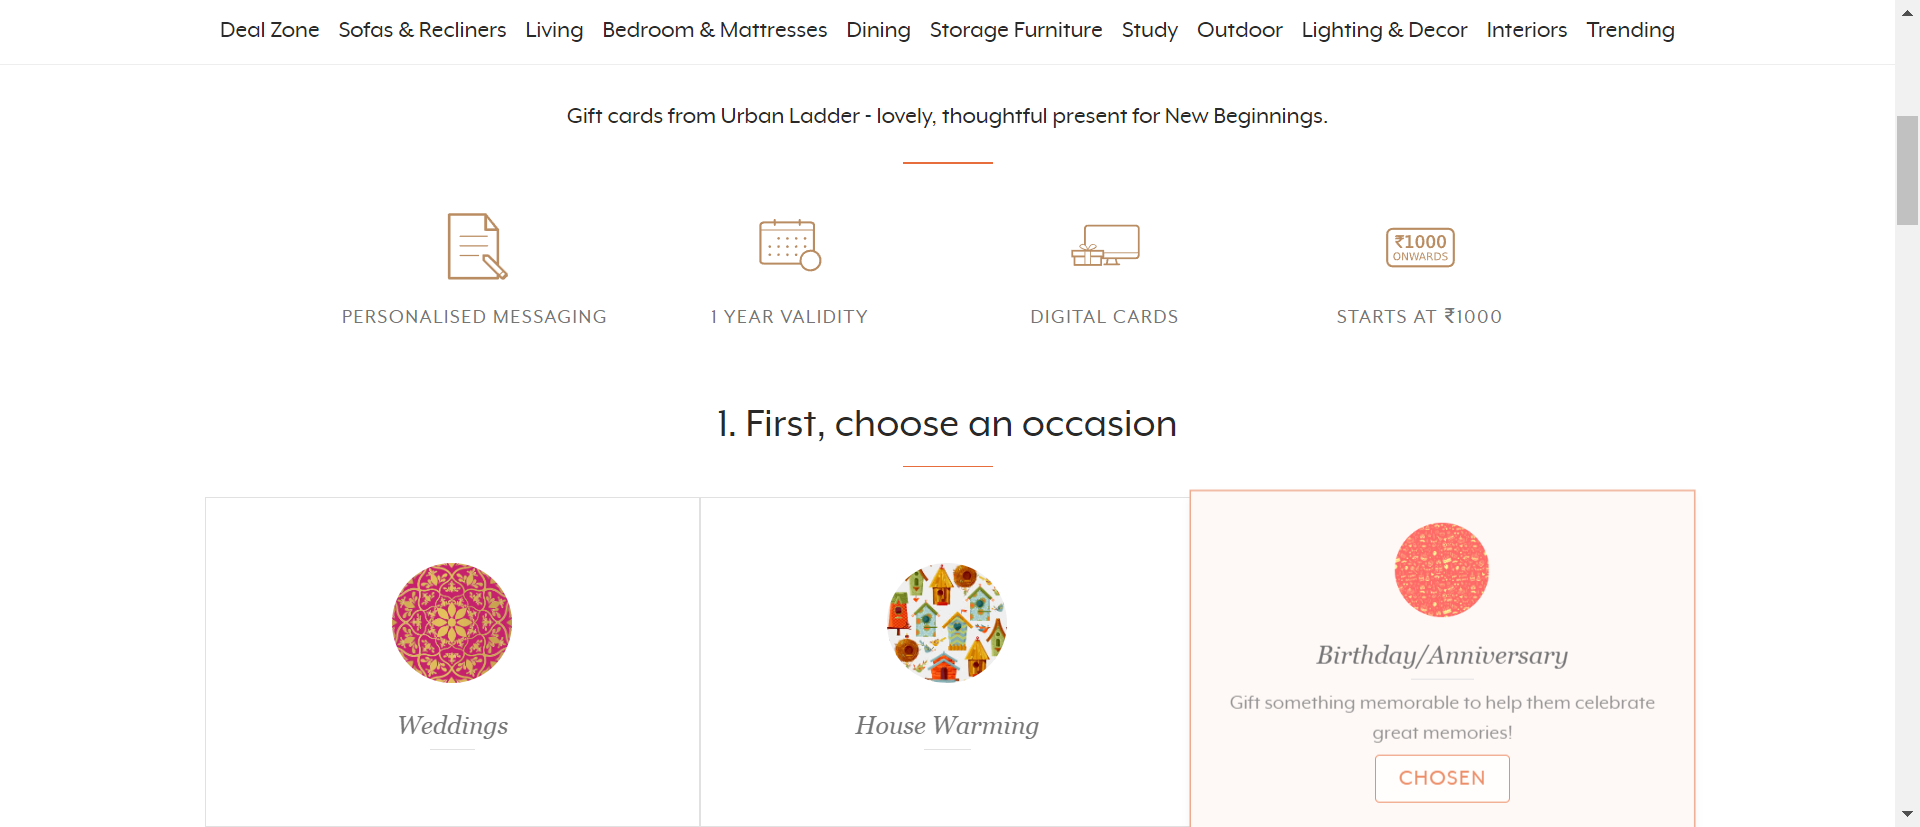 Deal Zone Sofas & Recliners Living Bedroom & Mattresses Dining Storage Furniture Study Outdoor Lighting & Decor Interiors Trending
Gift cards from Urban Ladder - lovely, thoughtful present for New Beginnings.
₹1000
ONWARDS
PERSONALISED MESSAGING 1 YEAR VALIDITY DIGITAL CARDS STARTS AT ₹1000
1. First, choose an occasion
Weddings
House Warming
Birthday/Anniversary
Gift something memorable to help them celebrate
great memories!
CHOSEN